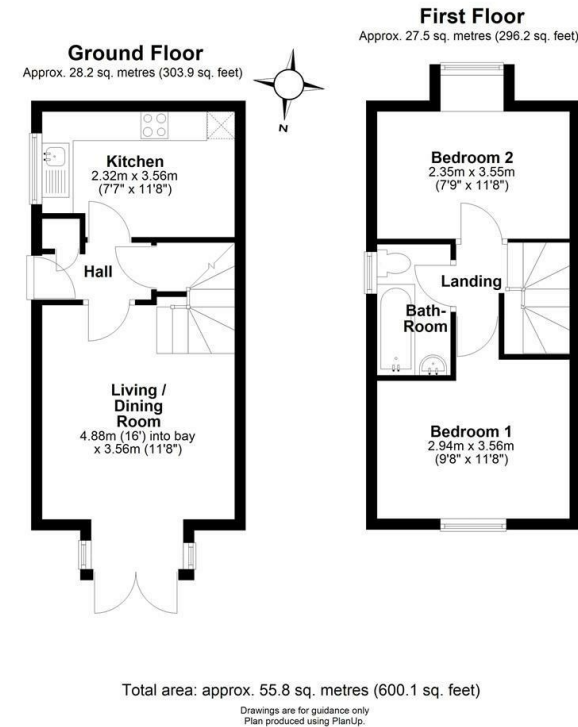 Ground Floor
Approx. 28.2 sq. metres (303.9 sq. feet)
N
Kitchen
2.32m x 3.56m
(7'7" x 11'8")
Hall
N
Living /
Dining
Room
4.88m (16') into bay
x 3.56m (11'8")
First Floor
Approx. 27.5 sq. metres (296.2 sq. feet)
Bedroom 2
2.35m x 3.55m
(7'9" x 11'8")
Landing
Bath-
Room
Bedroom 1
2.94m x 3.56m
(9'8" x 11'8")
Total area: approx. 55.8 sq. metres (600.1 sq. feet)
Drawings are for guidance only
Plan produced using PlanUp.